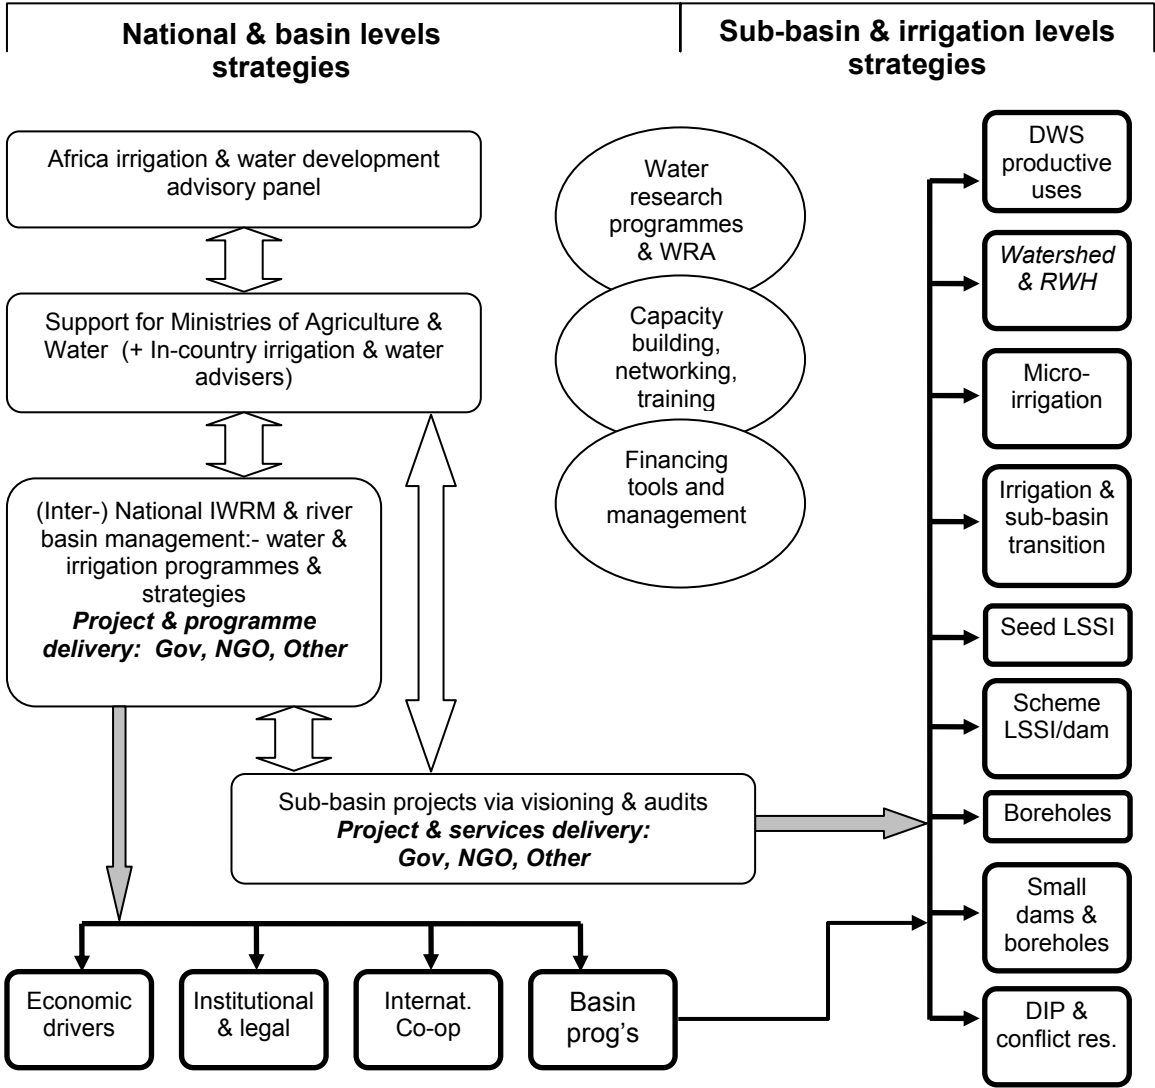 National & basin levels
strategies
Sub-basin & irrigation levels
strategies
Africa irrigation & water development
advisory panel
Support for Ministries of Agriculture &
Water (+ In-country irrigation & water
advisers)
(Inter-) National IWRM & river
basin management:- water &
irrigation programmes &
strategies
Project & programme
delivery: Gov, NGO, Other
Sub-basin projects via visioning & audits
Project & services delivery:
Gov, NGO, Other
Economic
drivers
Institutional
& legal
Internat.
Co-op
Basin
prog's
Water
research
programmes
& WRA
Capacity
building,
networking,
training
Financing
tools and
management
DWS
productive
uses
Watershed
& RWH
Micro-
irrigation
Irrigation &
sub-basin
transition
Seed LSSI
Scheme
LSSI/dam
Boreholes
Small
dams &
boreholes
DIP &
conflict res.